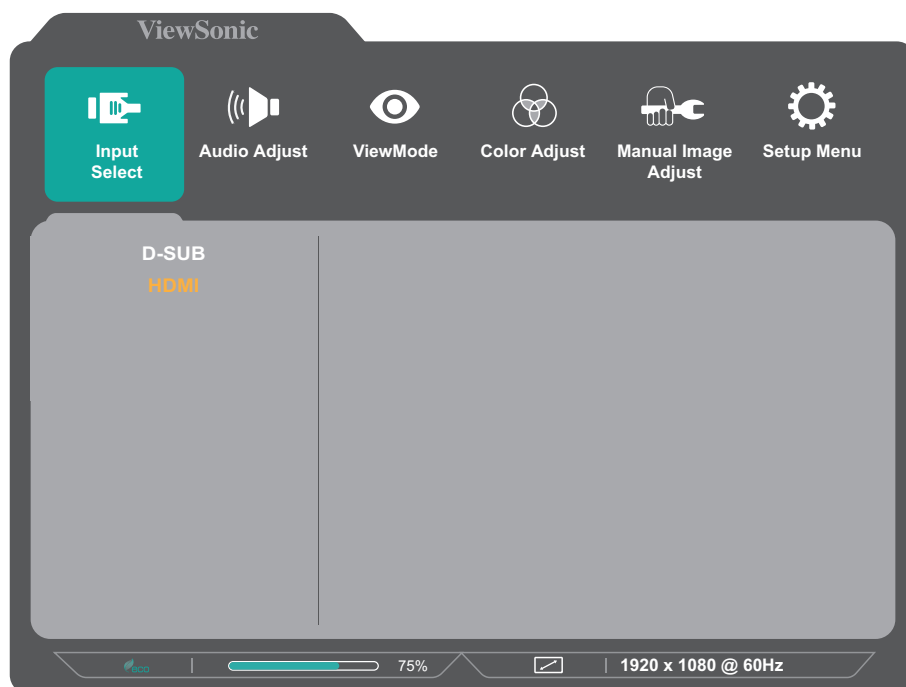 ViewSonic
Input
Select
Audio Adjust
ViewMode
Color Adjust
Manual Image
Adjust
Setup Menu
D-SUB
HDMI
75%
1920 x 1080 @ 60Hz